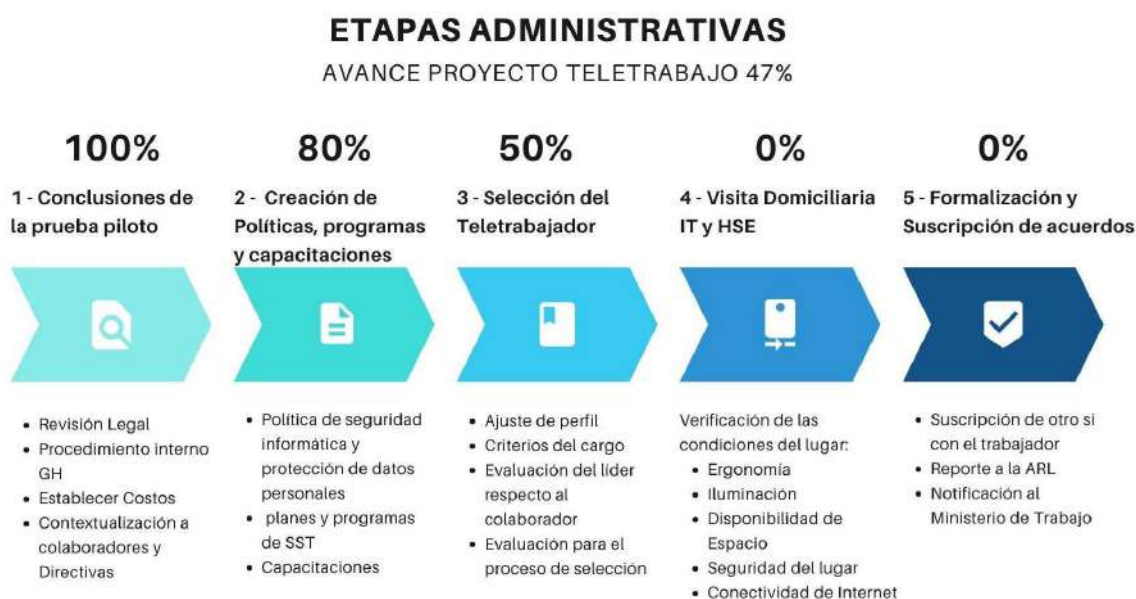 ETAPAS ADMINISTRATIVAS
AVANCE PROYECTO TELETRABAJO 47%
100%
1 - Conclusiones de
la prueba piloto
• Revisión Legal
• Procedimiento interno
GH
• Establecer Costos
• Contextualización a
colaboradores y
Directivas
80%
2 - Creación de
Políticas, programas
y capacitaciones
• Política de seguridad
informática y
protección de datos
personales
• planes y programas
de SST
• Capacitaciones
50%
3 - Selección del
Teletrabajador
• Ajuste de perfil
• Criterios del cargo
• Evaluación del líder
respecto al
colaborador
• Evaluación para el
proceso de selección
0%
4 - Visita Domiciliaria
IT y HSE
Verificación de las
condiciones del lugar:
• Ergonomía
• Iluminación
• Disponibilidad de
Espacio
• Seguridad del lugar
• Conectividad de Internet
0%
5 - Formalización y
Suscripción de acuerdos
• Suscripción de otro si
con el trabajador
• Reporte a la ARL
• Notificación al
Ministerio de Trabajo